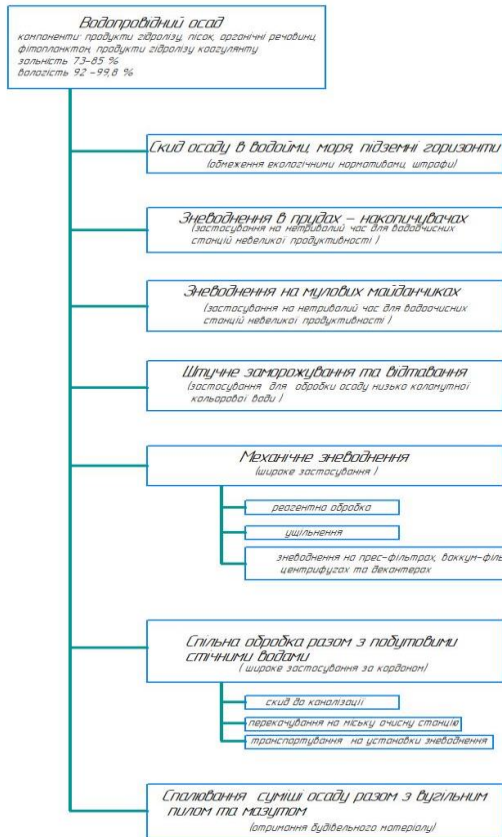 Водопровідний осад
компоненти: продукти гідролізу, пісок, органічні речовини,
фітопланктон, продукти гідролізу коагулянту
зольність 73-85 %
вологість 92 -99,8 %
Скид осаду в водойми, моря, підземні горизонти
(обмеження екологічними нормативами, штрафи)
Зневоднення в прудах - накопичувачах
(застосування на нетривалий час для водоочисних
станцій невеликої продуктивності )
Зневоднення на мулових майданчиках
(застосування на нетривалий час для водоочисних
станцій невеликої продуктивності )
Штучне заморожування та відтавання
(застосування для обробки осаду низько каламутної
кольорової води )
Механічне зневоднення
(широке застосування )
реагентна обробка
ущільнення
зневоднення на прес-фільтрах, ваккум-філь
центрифугах та декантерах
Спільна обробка разом з побутовими
стічними водами
( широке застосування за кордоном)
скид до каналізації
перекачування на міську очисну станцію
транспортування на установки зневоднення
Спалювання суміші осаду разом з вугільним
пилом та мазутом
(отримання будівельного матеріалу)